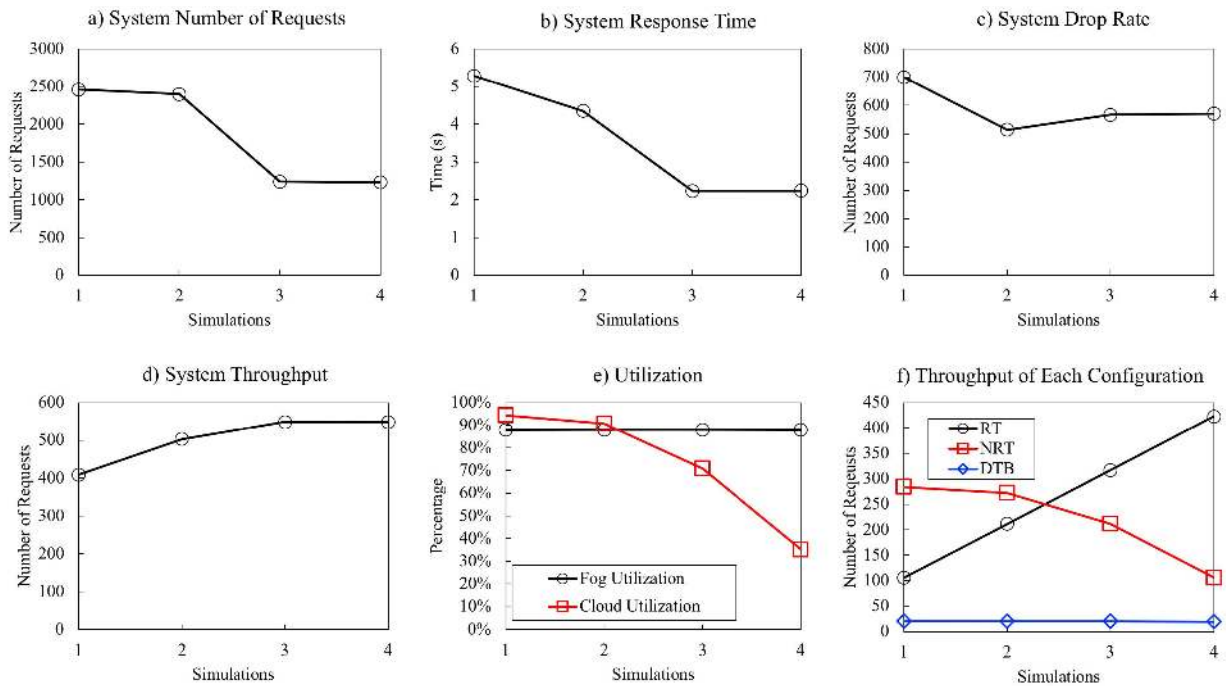 a) System Number of Requests
Number of Requests
3000
2500
2000
1500
1000
500
0
1 2 3 4
Simulations
b) System Response Time
Time (s)
6
5
4
3
2
1
0
1 2 3 4
Simulations
c) System Drop Rate
Number of Requests
800
700
600
500
400
300
200
100
0
1 2 3 4
Simulations
d) System Throughput
Number of Requests
600
500
400
300
200
100
0
1 2 3 4
Simulations
e) Utilization
Percentage
100%
90%
80%
70%
60%
50%
40%
30%
20%
10%
0%
Fog Utilization
Cloud Utilization
1 2 3 4
Simulations
f) Throughput of Each Configuration
Number of Reqeusts
450
400
350
300
250
200
150
100
50
0
RT
NRT
DTB
1 2 3 4
Simulations